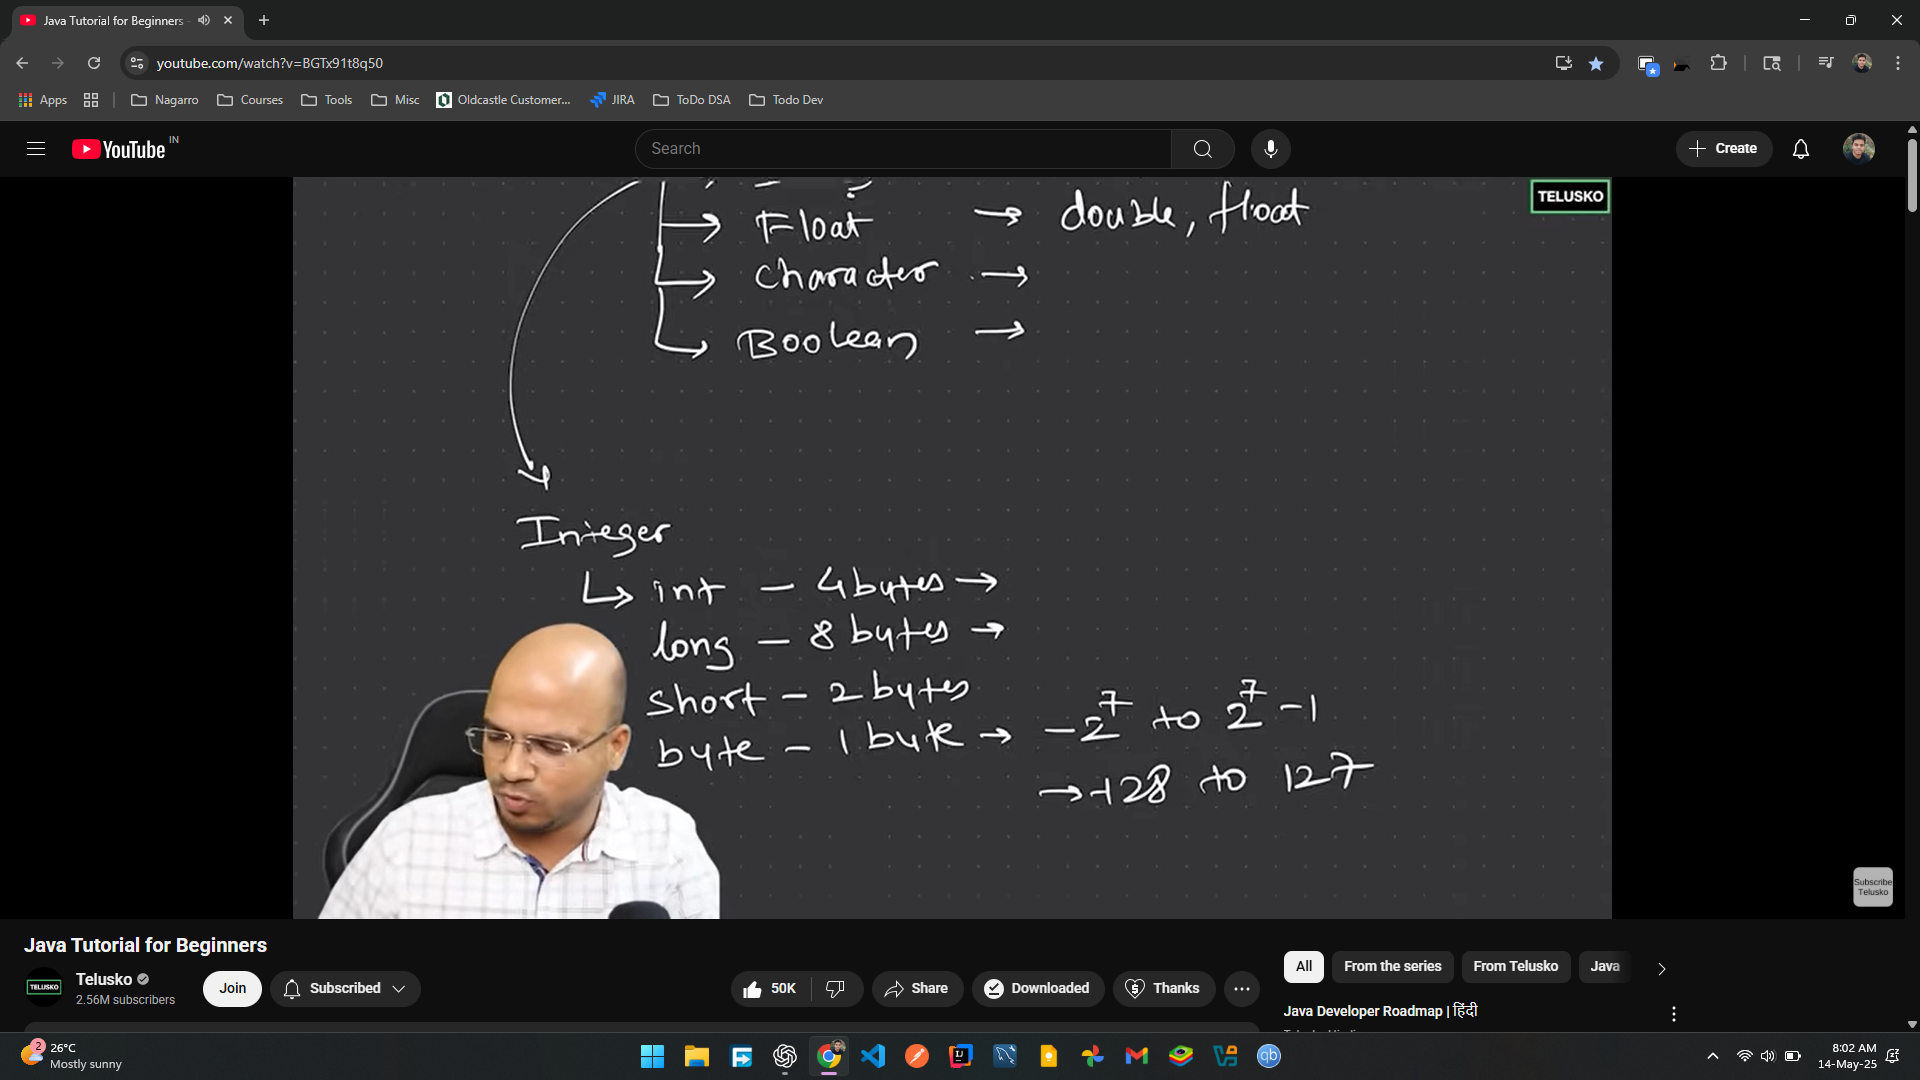 Java Tutorial for Beginners -
youtube.com/watch?v=BGTx91t8q50
Apps
Nagarro
Courses
Tools
Misc
Oldcastle Customer...
JIRA
ToDo DSA
Todo Dev
YouTube IN
Search
Create
TELUSKO
Float → double, float
Character →
Boolean →
Integer
↳ int - 4 bytes →
long - 8 bytes →
short - 2 bytes
byte - 1 byte → -2^7 to 2^7 -1
→ -128 to 127
Subscribe
Telusko
Java Tutorial for Beginners
TELUSKO
Telusko
2.56M subscribers
Join
Subscribed
50K
Share
Downloaded
Thanks
All
From the series
From Telusko
Java
Java Developer Roadmap | हिंदी
2
26°C
Mostly sunny
8:02 AM
14-May-25